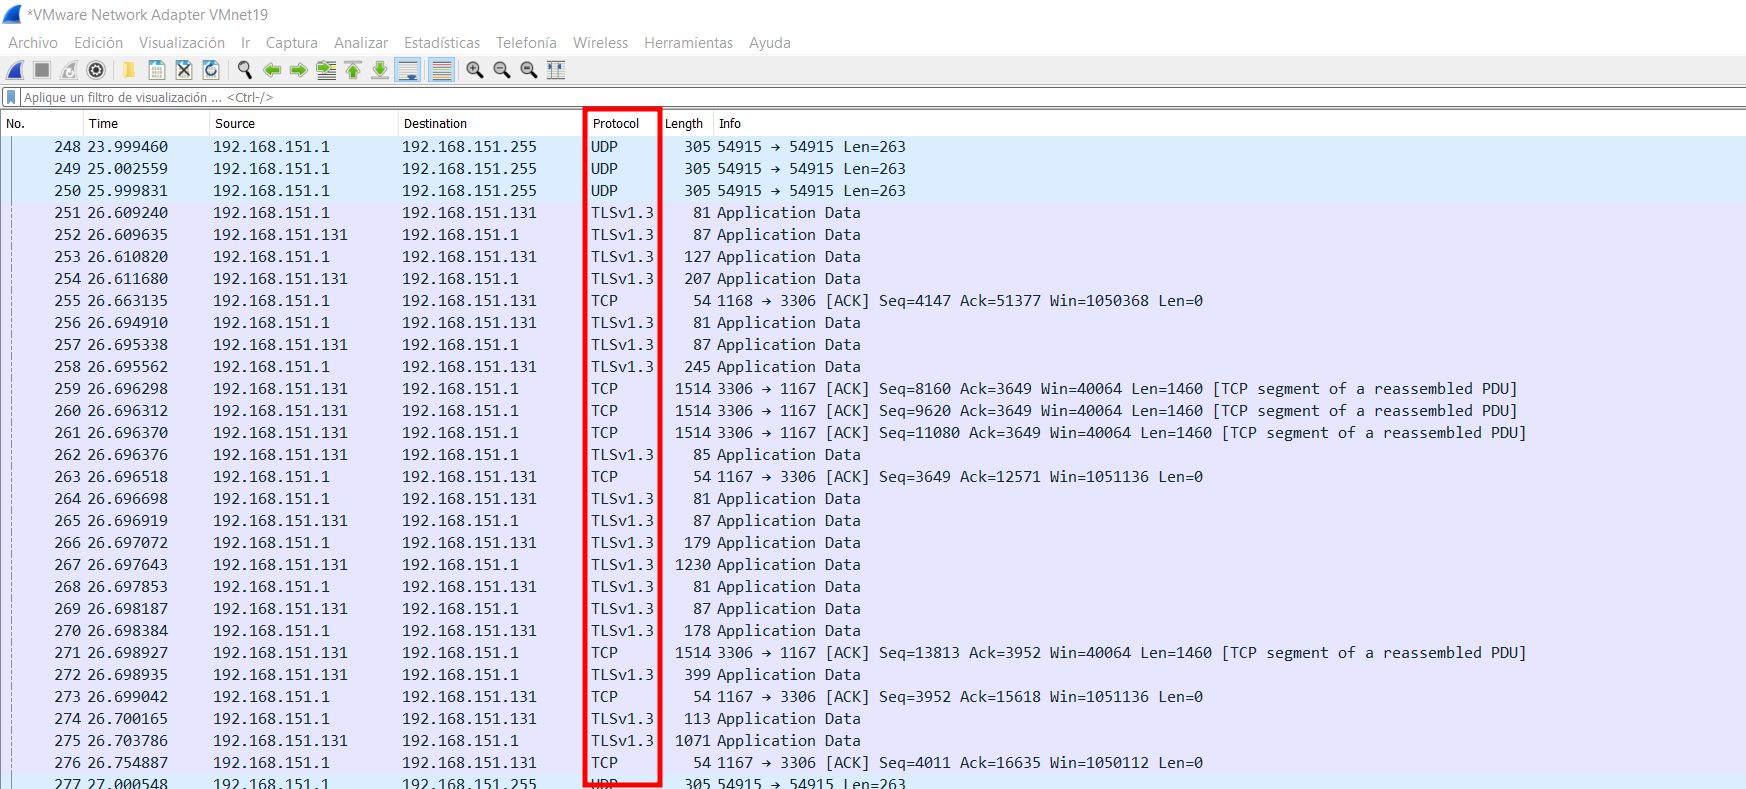 *VMware Network Adapter VMnet19
Archivo Edición Visualización Ir Captura Analizar Estadísticas Telefonía Wireless Herramientas Ayuda
Aplique un filtro de visualización ... <Ctrl-/>
No. Time Source Destination Protocol Length Info
248 23.999460 192.168.151.1 192.168.151.255 UDP 305 54915 → 54915 Len=263
249 25.002559 192.168.151.1 192.168.151.255 UDP 305 54915 → 54915 Len=263
250 25.999831 192.168.151.1 192.168.151.255 UDP 305 54915 → 54915 Len=263
251 26.609240 192.168.151.1 192.168.151.131 TLSv1.3 81 Application Data
252 26.609635 192.168.151.131 192.168.151.1 TLSv1.3 87 Application Data
253 26.610820 192.168.151.1 192.168.151.131 TLSv1.3 127 Application Data
254 26.611680 192.168.151.131 192.168.151.1 TLSv1.3 207 Application Data
255 26.663135 192.168.151.1 192.168.151.131 TCP 54 1168 → 3306 [ACK] Seq=4147 Ack=51377 Win=1050368 Len=0
256 26.694910 192.168.151.1 192.168.151.131 TLSv1.3 81 Application Data
257 26.695338 192.168.151.131 192.168.151.1 TLSv1.3 87 Application Data
258 26.695562 192.168.151.1 192.168.151.131 TLSv1.3 245 Application Data
259 26.696298 192.168.151.131 192.168.151.1 TCP 1514 3306 → 1167 [ACK] Seq=8160 Ack=3649 Win=40064 Len=1460 [TCP segment of a reassembled PDU]
260 26.696312 192.168.151.131 192.168.151.1 TCP 1514 3306 → 1167 [ACK] Seq=9620 Ack=3649 Win=40064 Len=1460 [TCP segment of a reassembled PDU]
261 26.696370 192.168.151.131 192.168.151.1 TCP 1514 3306 → 1167 [ACK] Seq=11080 Ack=3649 Win=40064 Len=1460 [TCP segment of a reassembled PDU]
262 26.696376 192.168.151.131 192.168.151.1 TLSv1.3 85 Application Data
263 26.696518 192.168.151.1 192.168.151.131 TCP 54 1167 → 3306 [ACK] Seq=3649 Ack=12571 Win=1051136 Len=0
264 26.696698 192.168.151.1 192.168.151.131 TLSv1.3 81 Application Data
265 26.696919 192.168.151.131 192.168.151.1 TLSv1.3 87 Application Data
266 26.697072 192.168.151.1 192.168.151.131 TLSv1.3 179 Application Data
267 26.697643 192.168.151.131 192.168.151.1 TLSv1.3 1230 Application Data
268 26.697853 192.168.151.1 192.168.151.131 TLSv1.3 81 Application Data
269 26.698187 192.168.151.131 192.168.151.1 TLSv1.3 87 Application Data
270 26.698384 192.168.151.1 192.168.151.131 TLSv1.3 178 Application Data
271 26.698927 192.168.151.131 192.168.151.1 TCP 1514 3306 → 1167 [ACK] Seq=13813 Ack=3952 Win=40064 Len=1460 [TCP segment of a reassembled PDU]
272 26.698935 192.168.151.131 192.168.151.1 TLSv1.3 399 Application Data
273 26.699042 192.168.151.1 192.168.151.131 TCP 54 1167 → 3306 [ACK] Seq=3952 Ack=15618 Win=1051136 Len=0
274 26.700165 192.168.151.1 192.168.151.131 TLSv1.3 113 Application Data
275 26.703786 192.168.151.131 192.168.151.1 TLSv1.3 1071 Application Data
276 26.754887 192.168.151.1 192.168.151.131 TCP 54 1167 → 3306 [ACK] Seq=4011 Ack=16635 Win=1050112 Len=0
277 27.000548 192.168.151.1 192.168.151.255 UDP 305 54915 → 54915 Len=263